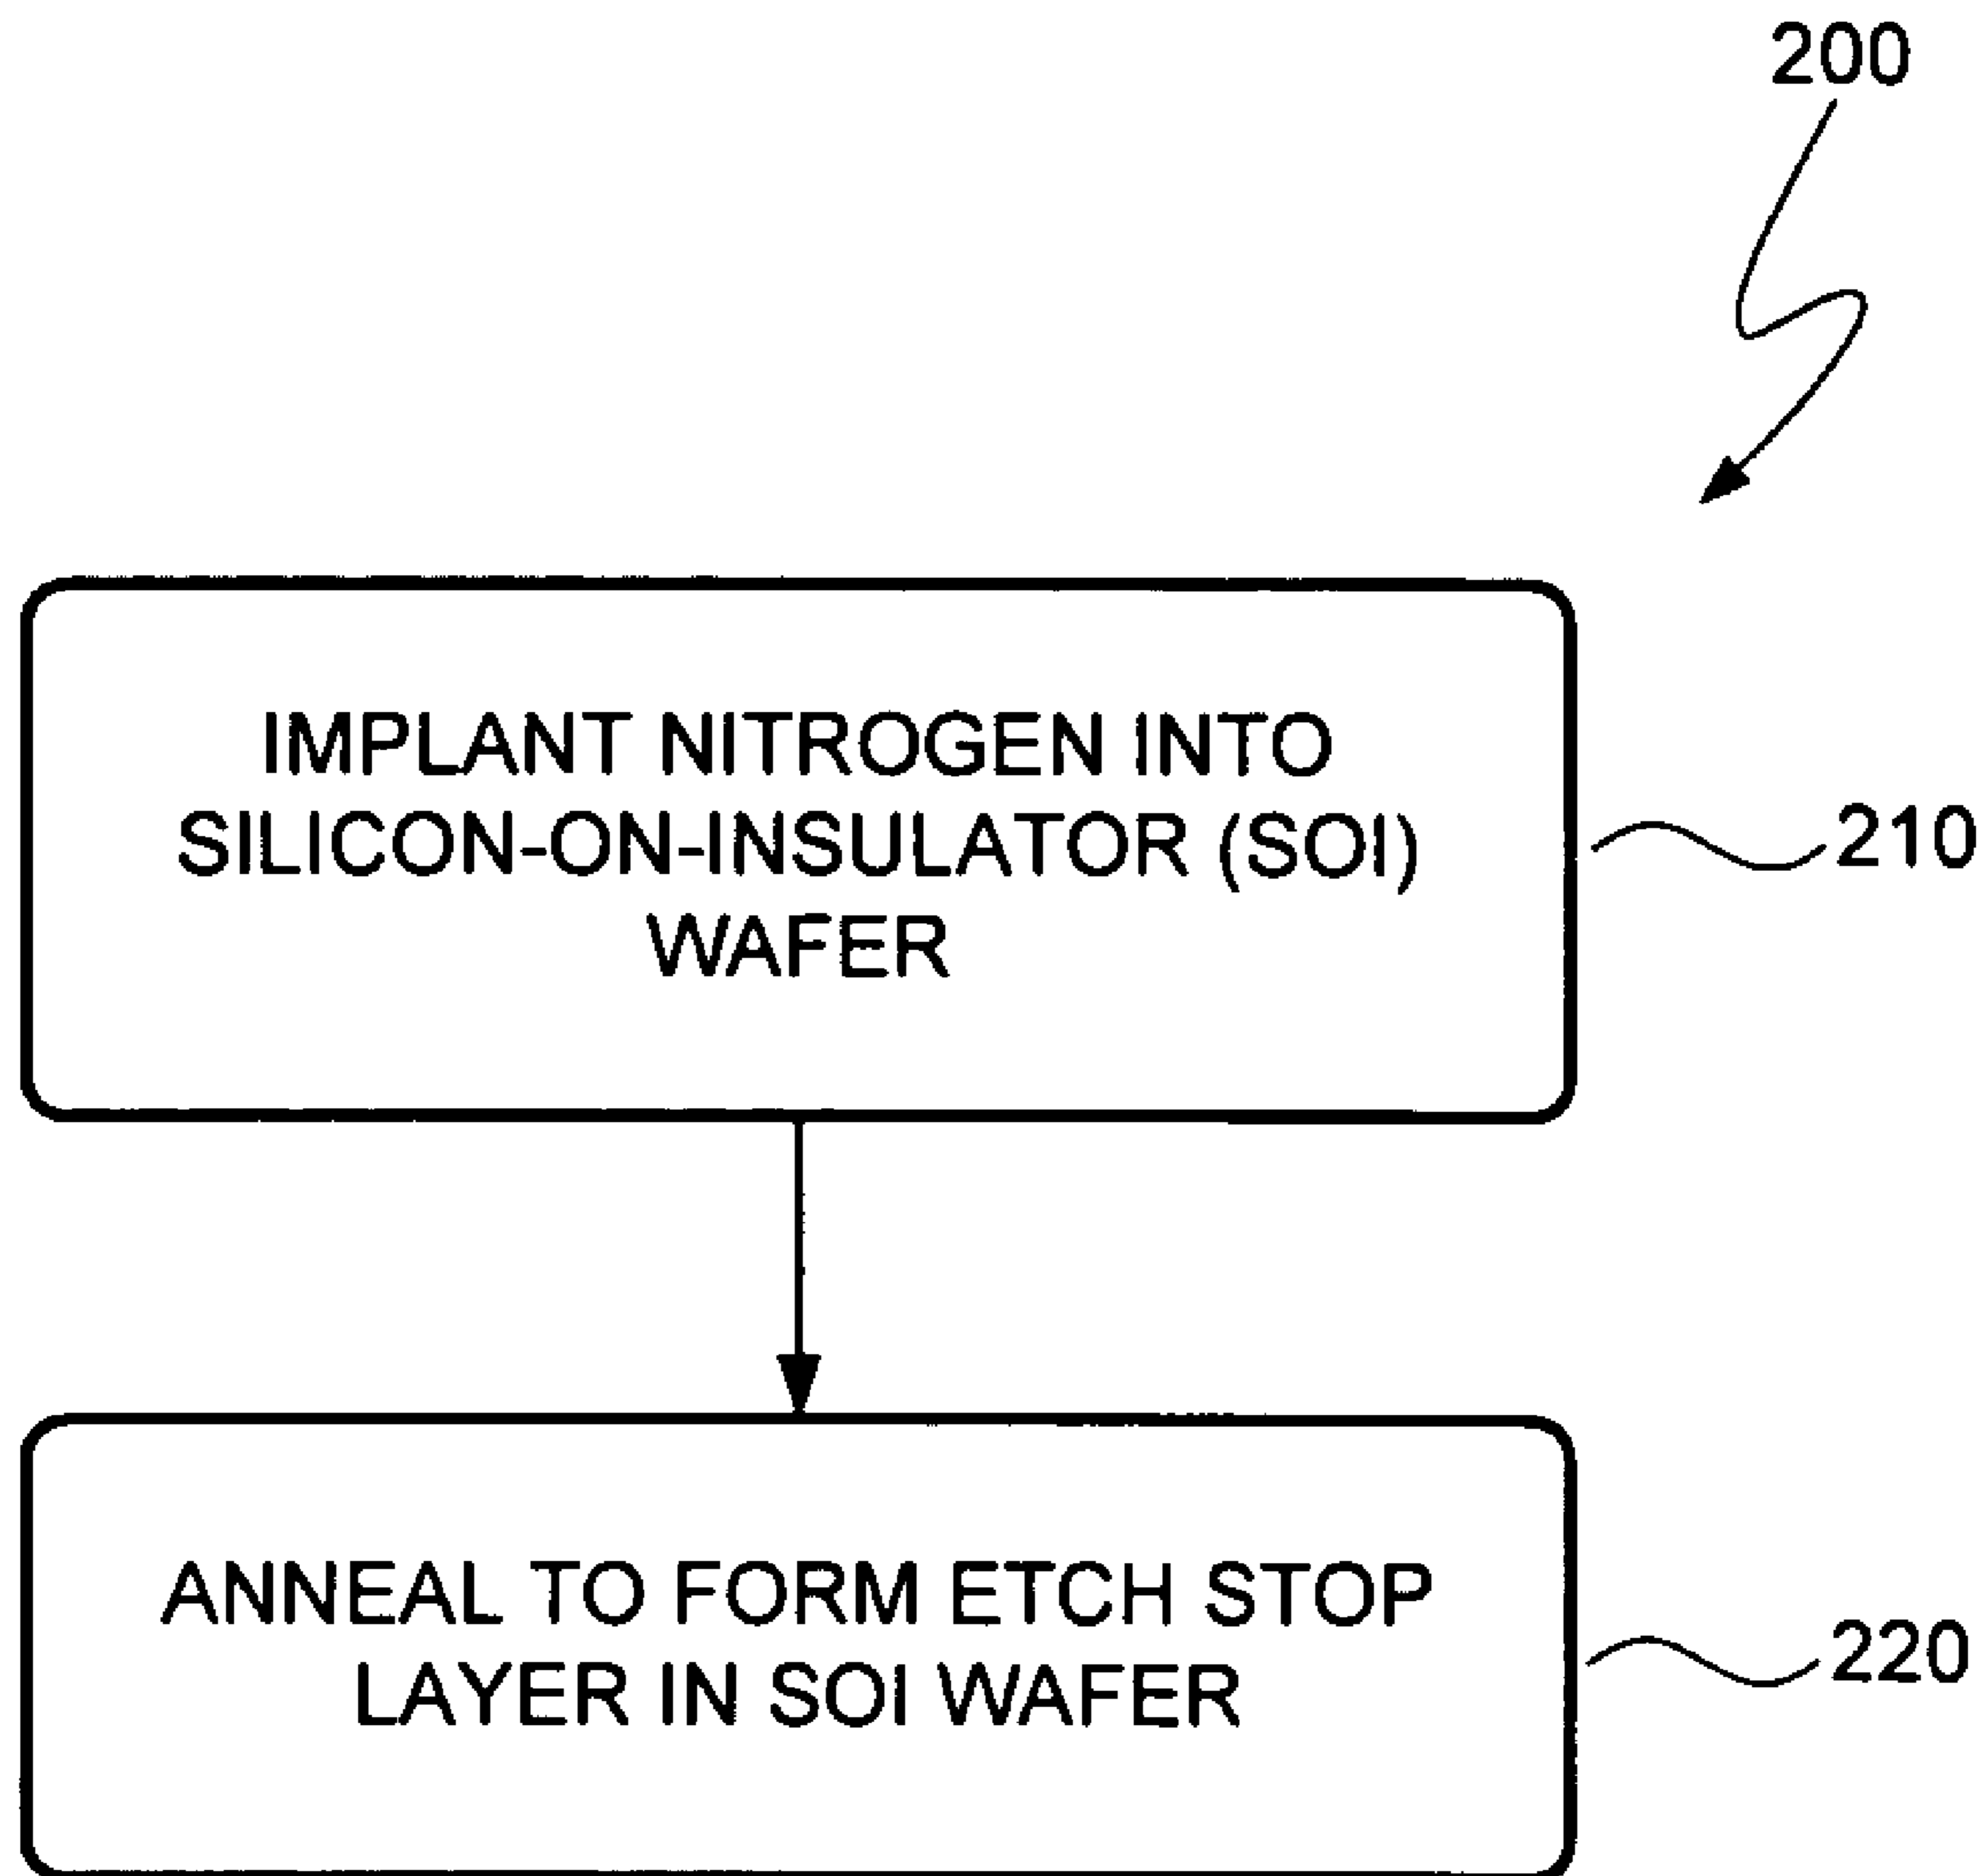 200
IMPLANT NITROGEN INTO
SILICON-ON-INSULATOR (SOI)
WAFER
210
ANNEAL TO FORM ETCH STOP
LAYER IN SOI WAFER
220